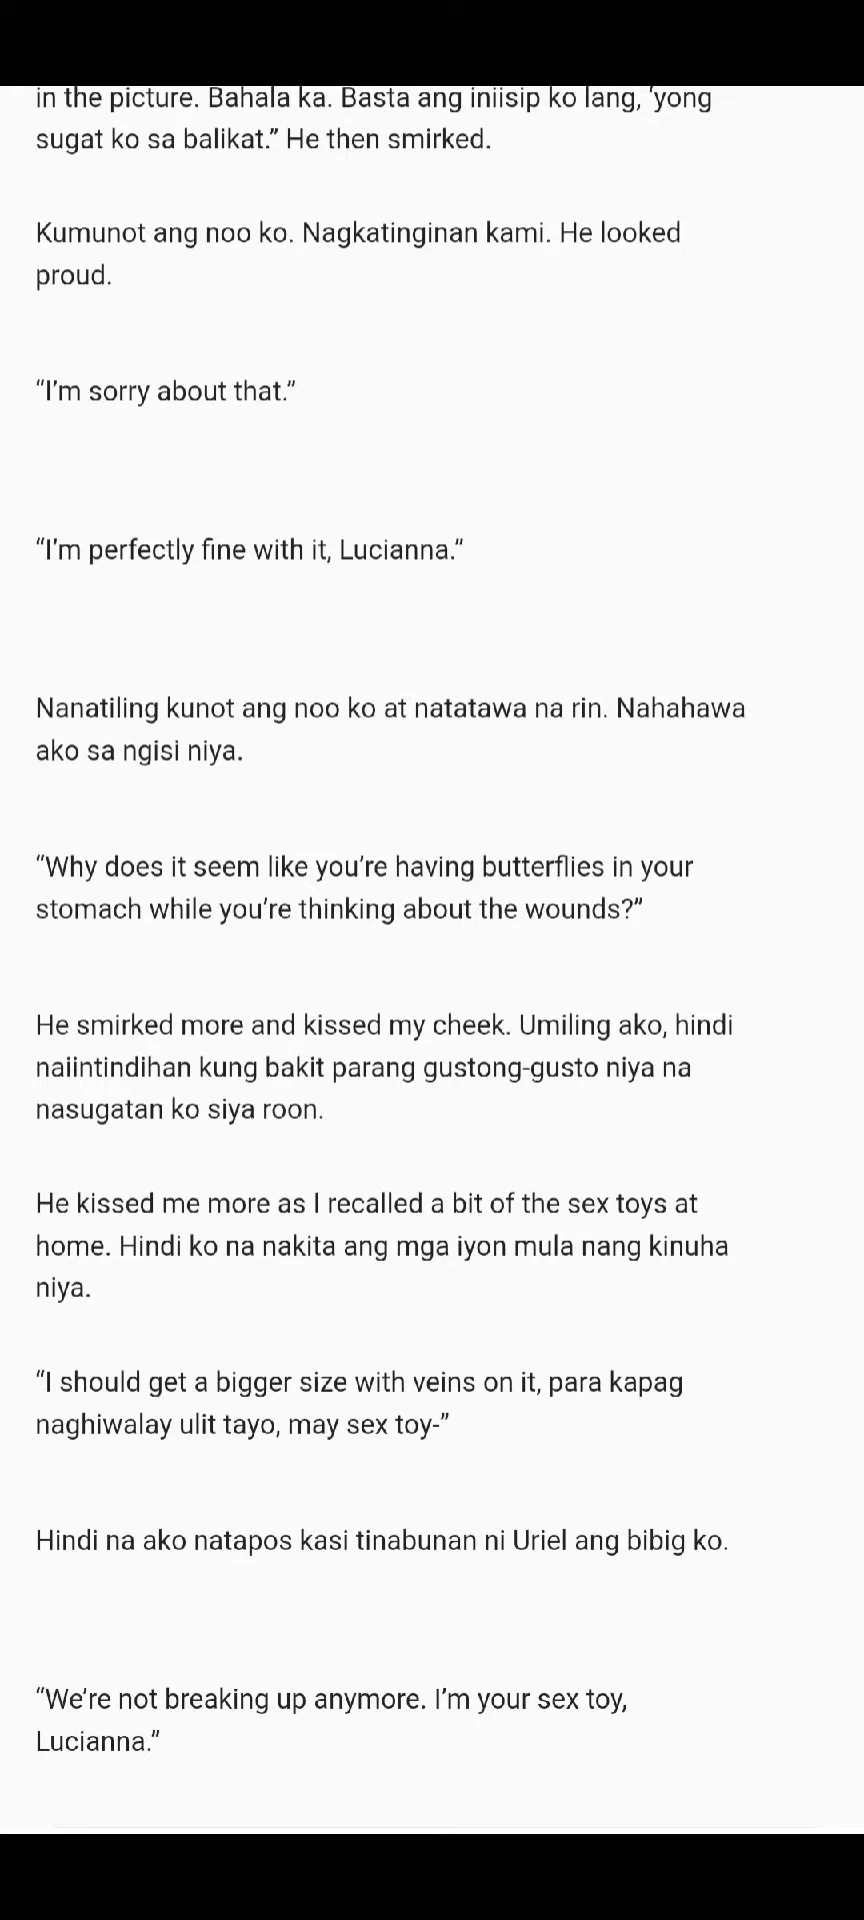 in the picture. Bahala ka. Basta ang iniisip ko lang, ‘yong
sugat ko sa balikat.” He then smirked.
Kumunot ang noo ko. Nagkatinginan kami. He looked
proud.
“I’m sorry about that.”
“I’m perfectly fine with it, Lucianna.”
Nanatiling kunot ang noo ko at natatawa na rin. Nahahawa
ako sa ngisi niya.
“Why does it seem like you’re having butterflies in your
stomach while you’re thinking about the wounds?”
He smirked more and kissed my cheek. Umiling ako, hindi
naiintindihan kung bakit parang gustong-gusto niya na
nasugatan ko siya roon.
He kissed me more as I recalled a bit of the sex toys at
home. Hindi ko na nakita ang mga iyon mula nang kinuha
niya.
“I should get a bigger size with veins on it, para kapag
naghiwalay ulit tayo, may sex toy-”
Hindi na ako natapos kasi tinabunan ni Uriel ang bibig ko.
“We’re not breaking up anymore. I’m your sex toy,
Lucianna.”